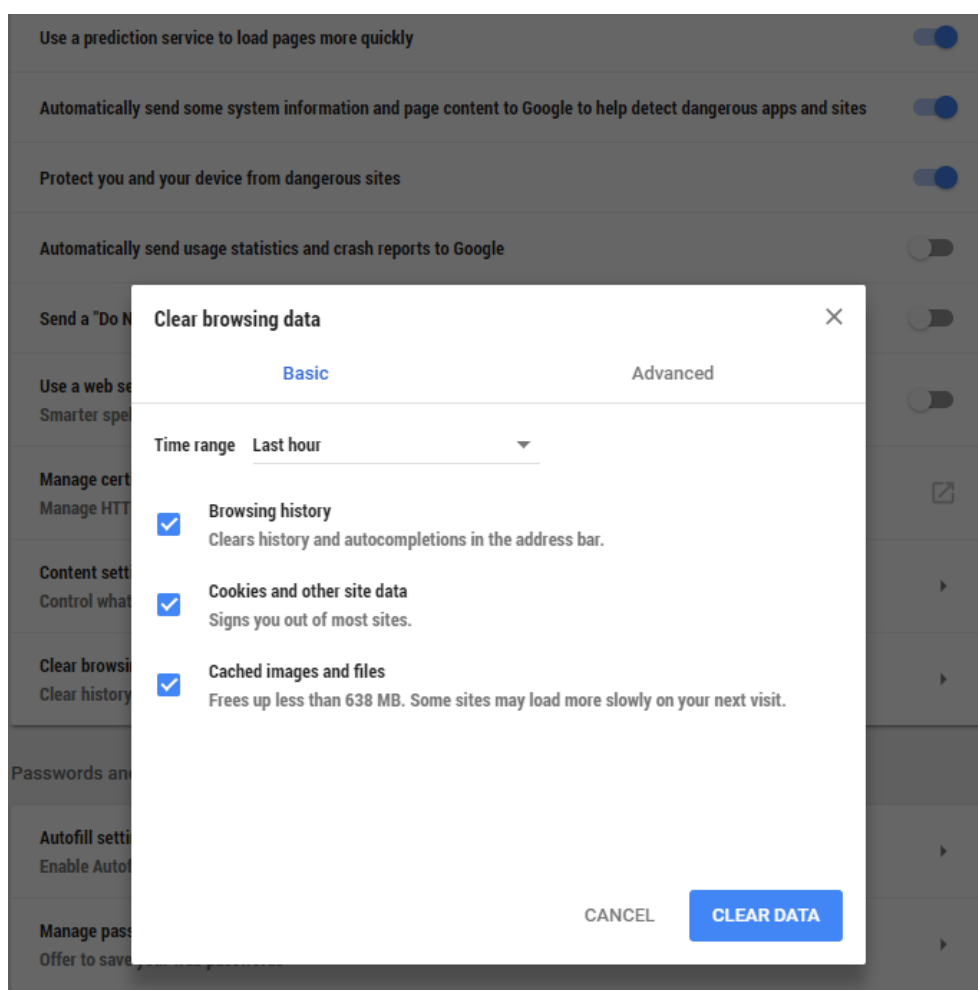 Use a prediction service to load pages more quickly
Automatically send some system information and page content to Google to help detect dangerous apps and sites
Protect you and your device from dangerous sites
Automatically send usage statistics and crash reports to Google
Send a "Do N
Use a web se
Smarter spel
Manage cert
Manage HTT
Content sett
Control what
Clear browsi
Clear history
Passwords an
Autofill setti
Enable Autof
Manage pass
Offer to save
Clear browsing data
Basic
Advanced
Time range Last hour
Browsing history
Clears history and autocompletions in the address bar.
Cookies and other site data
Signs you out of most sites.
Cached images and files
Frees up less than 638 MB. Some sites may load more slowly on your next visit.
CANCEL
CLEAR DATA